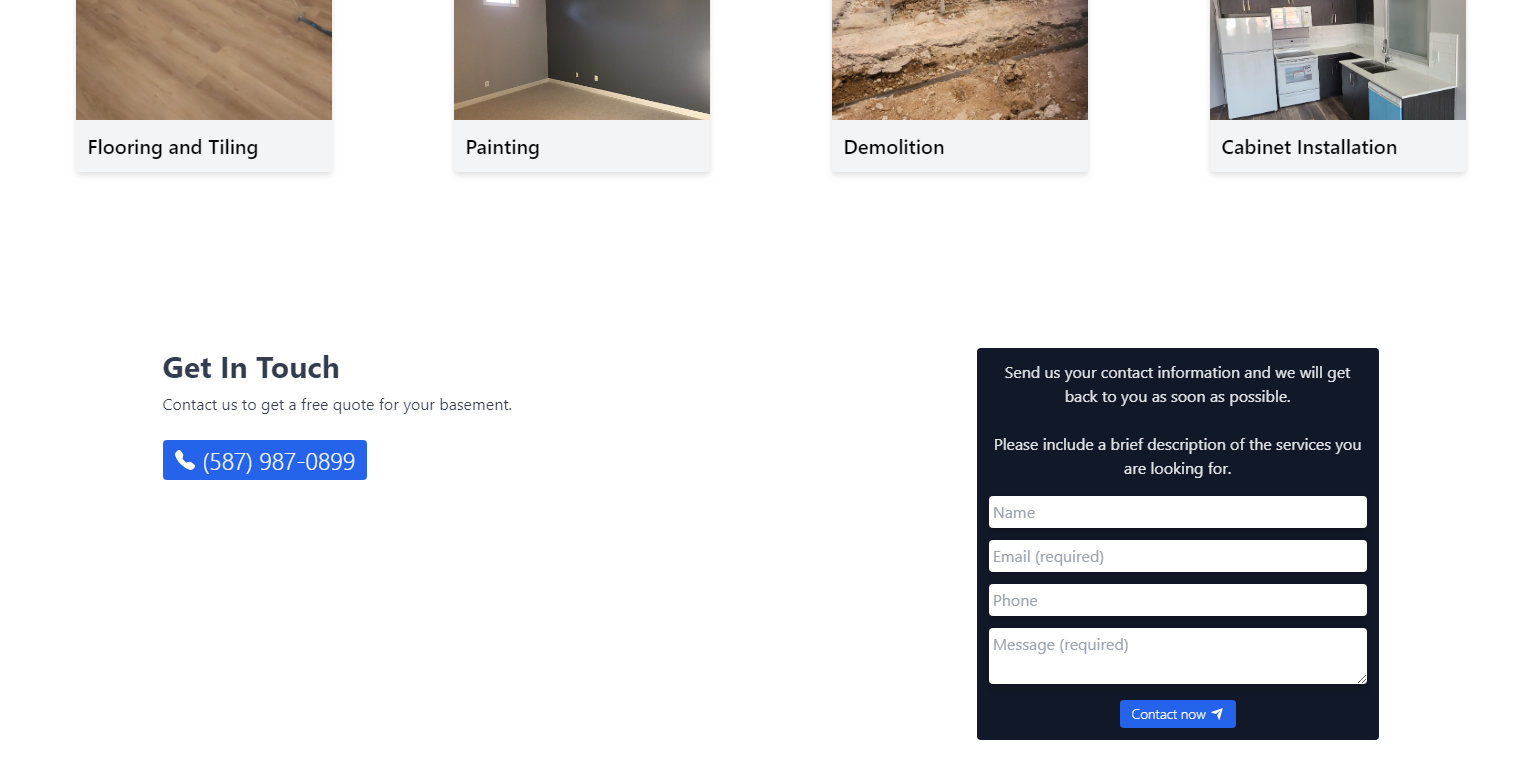 Flooring and Tiling
Painting
Demolition
Cabinet Installation
Get In Touch
Contact us to get a free quote for your basement.
(587) 987-0899
Send us your contact information and we will get
back to you as soon as possible.
Please include a brief description of the services you
are looking for.
Name
Email (required)
Phone
Message (required)
Contact now